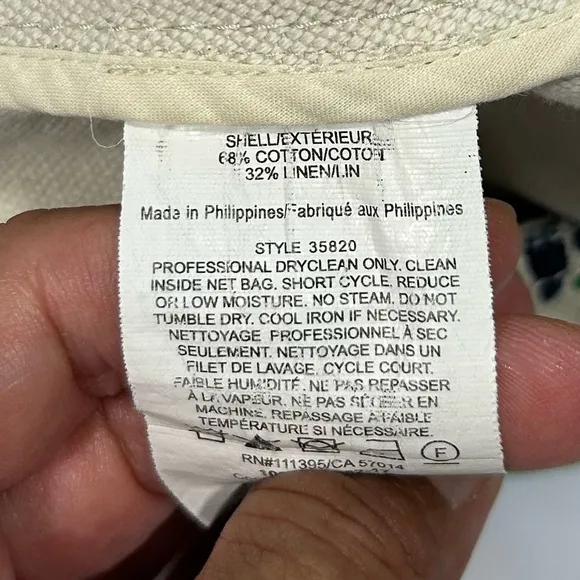 SHELL/EXTÉRIEUR
68% COTTON/COTON
32% LINEN/LIN
Made in Philippines/Fabriqué aux Philippines
STYLE 35820
PROFESSIONAL DRYCLEAN ONLY. CLEAN
INSIDE NET BAG. SHORT CYCLE. REDUCE
OR LOW MOISTURE. NO STEAM. DO NOT
TUMBLE DRY. COOL IRON IF NECESSARY.
NETTOYAGE PROFESSIONNEL À SEC
SEULEMENT. NETTOYAGE DANS UN
FILET DE LAVAGE. CYCLE COURT.
FAIBLE HUMIDITÉ. NE PAS REPASSER
À LA VAPEUR. NE PAS SÉCHER EN
MACHINE. REPASSAGE À FAIBLE
TEMPÉRATURE SI NÉCESSAIRE.
F
RN#111395/CA 57014